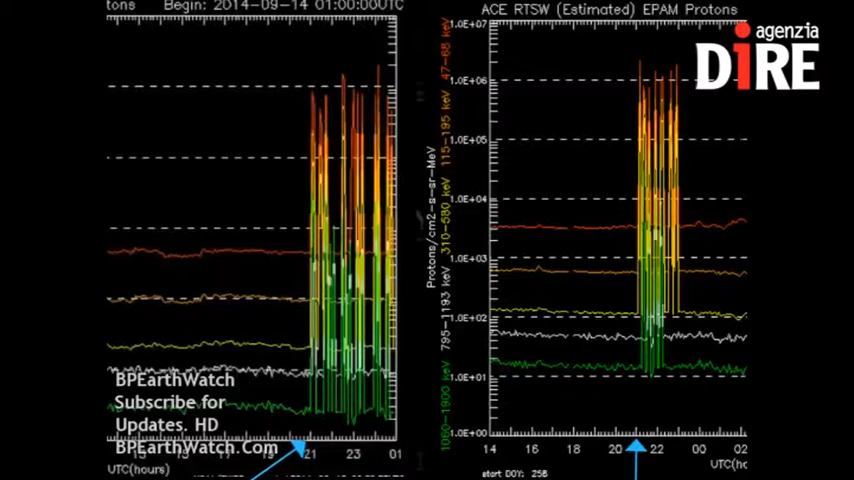 tons Begin: 2014-09-14 01:00:00UTC
ACE RTSW (Estimated) EPAM Protons
agenzia
DiRE
1.0E+07
1.0E+06
1.0E+05
1.0E+04
1.0E+03
1.0E+02
1.0E+01
1.0E+00
Protons/cm2-s-sr-MeV
47-68 keV
115-195 keV
310-580 keV
795-1193 keV
1060-1900 keV
BPEarthWatch
Subscribe for
Updates. HD
BPEarthWatch.Com
19 21 23 01
UTC(hours)
14 16 18 20 22 00 02
UTC(hc
start DOY: 258